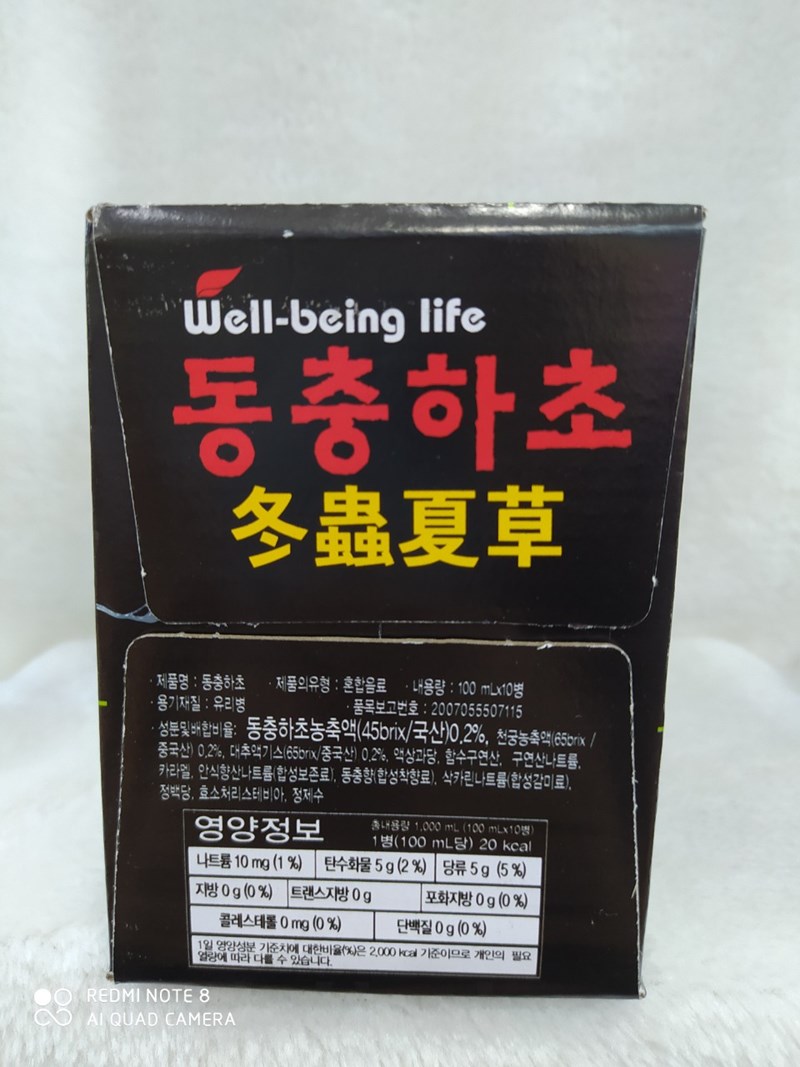 Well-being life
동충하초
冬蟲夏草
· 제품명 : 동충하초 · 제품의유형 : 혼합음료 · 내용량 : 100 mLx10병
· 용기재질 : 유리병 · 품목보고번호 : 2007055507115
· 성분및배합비율: 동충하초농축액(45brix/국산)0,2%, 천궁농축액(65brix /
중국산) 0,2%, 대추액기스(65brix/중국산) 0,2%, 액상과당, 함수구연산, 구연산나트륨,
카라멜, 안식향산나트륨(합성보존료), 동충향(합성착향료), 삭카린나트륨(합성감미료),
정백당, 효소처리스테비아, 정제수
영양정보 총내용량 1,000 mL (100 mLx10병)
1병(100 mL당) 20 kcal
나트륨 10 mg (1 %) 탄수화물 5 g (2 %) 당류 5 g (5 %)
지방 0 g (0 %) 트랜스지방 0 g 포화지방 0 g (0 %)
콜레스테롤 0 mg (0 %) 단백질 0 g (0 %)
1일 영양성분 기준치에 대한비율(%)은 2,000 kcal 기준이므로 개인의 필요
열량에 따라 다를 수 있습니다.
REDMI NOTE 8
AI QUAD CAMERA